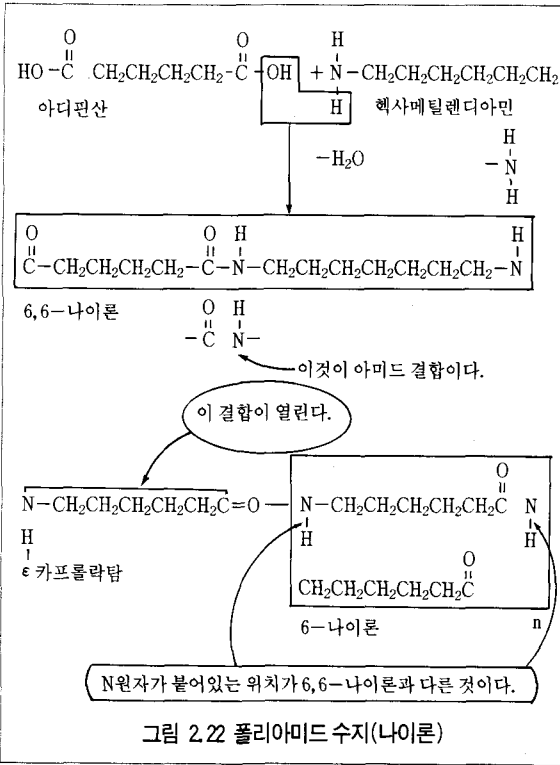 O O H
HO－C CH₂CH₂CH₂CH₂－C－OH ＋N－CH₂CH₂CH₂CH₂CH₂CH₂
아디핀산 H 헥사메틸렌디아민
－H₂O
H
－N
H
O O H H
C－CH₂CH₂CH₂CH₂－C－N－CH₂CH₂CH₂CH₂CH₂CH₂CH₂－N
6,6－나이론
O H
－C N－
이것이 아미드 결합이다.
이 결합이 열린다.
O
N－CH₂CH₂CH₂CH₂CH₂C=O－N－CH₂CH₂CH₂CH₂CH₂C N
H H H
ε 카프롤락탐
O
CH₂CH₂CH₂CH₂CH₂C
6－나이론 n
N원자가 붙어있는 위치가 6,6－나이론과 다른 것이다.
그림 2.22 폴리아미드 수지(나이론)